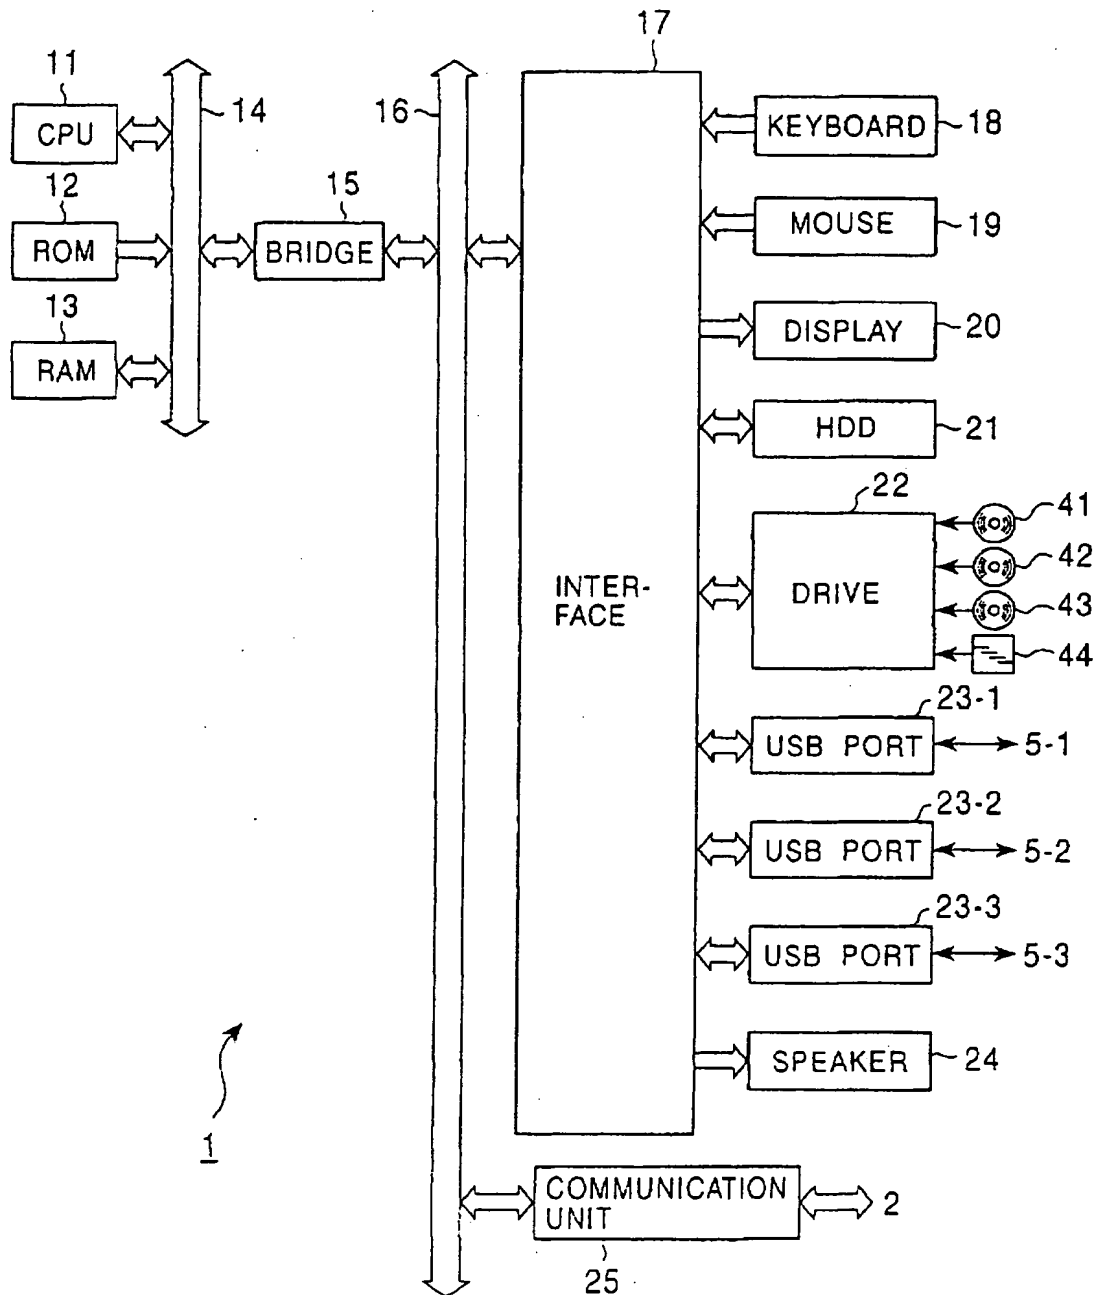 17
11
CPU
14
16
KEYBOARD
18
12
ROM
15
BRIDGE
MOUSE
19
13
RAM
DISPLAY
20
HDD
21
22
DRIVE
41
42
43
44
INTER-
FACE
23-1
USB PORT
5-1
23-2
USB PORT
5-2
23-3
USB PORT
5-3
SPEAKER
24
1
COMMUNICATION
UNIT
2
25